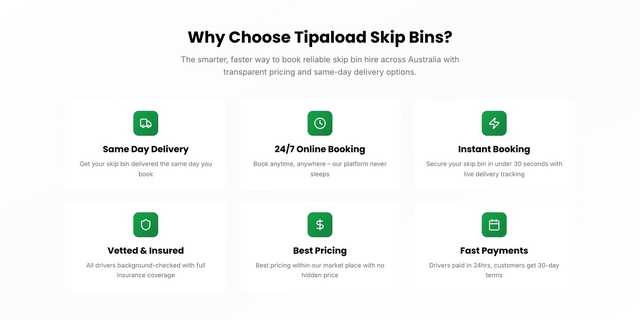 Why Choose Tipaload Skip Bins?
The smarter, faster way to book reliable skip bin hire across Australia with
transparent pricing and same-day delivery options.
Same Day Delivery
Get your skip bin delivered the same day you
book
24/7 Online Booking
Book anytime, anywhere – our platform never
sleeps
Instant Booking
Secure your skip bin in under 30 seconds with
live delivery tracking
Vetted & Insured
All drivers background-checked with full
insurance coverage
Best Pricing
Best pricing within our market place with no
hidden price
Fast Payments
Drivers paid in 24hrs, customers get 30-day
terms